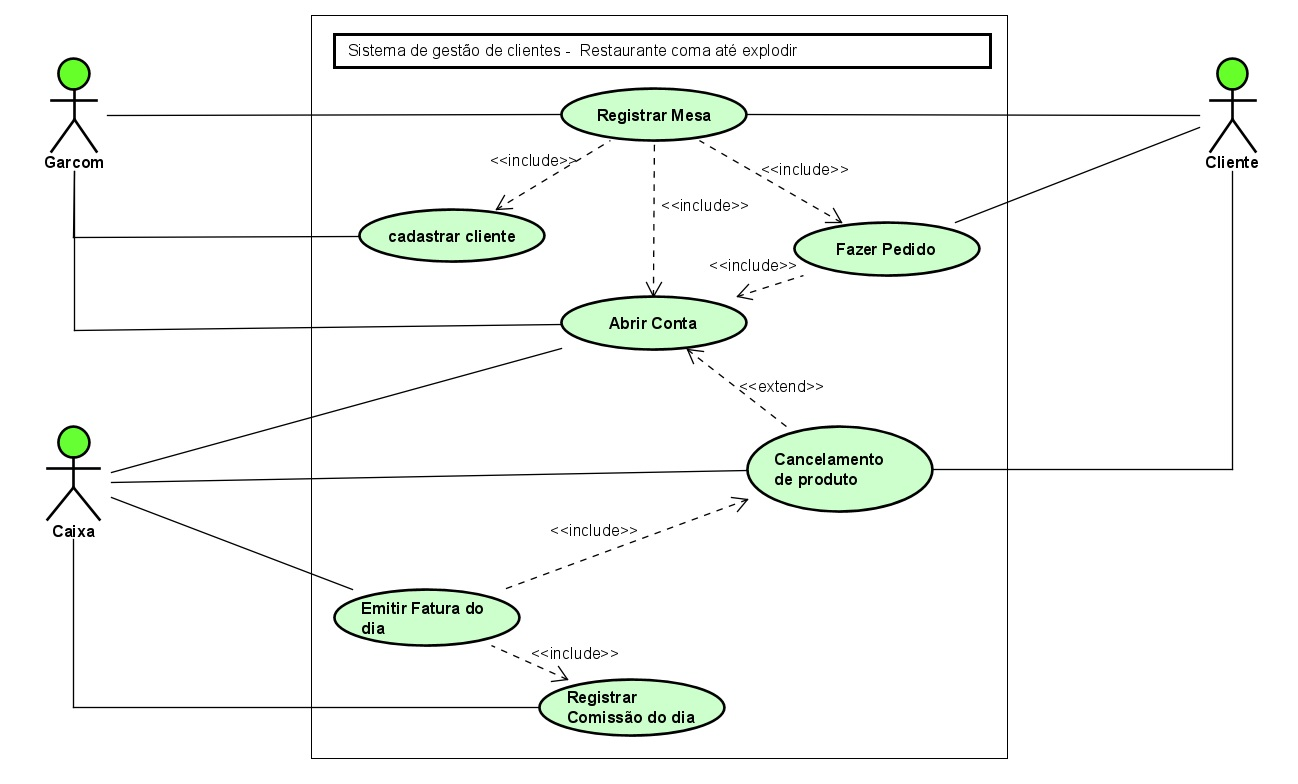 Sistema de gestão de clientes -  Restaurante coma até explodir
Registrar Mesa
Garcom
Cliente
<<include>>
<<include>>
<<include>>
cadastrar cliente
Fazer Pedido
<<include>>
Abrir Conta
<<extend>>
Cancelamento
de produto
Caixa
<<include>>
Emitir Fatura do
dia
<<include>>
Registrar
Comissão do dia